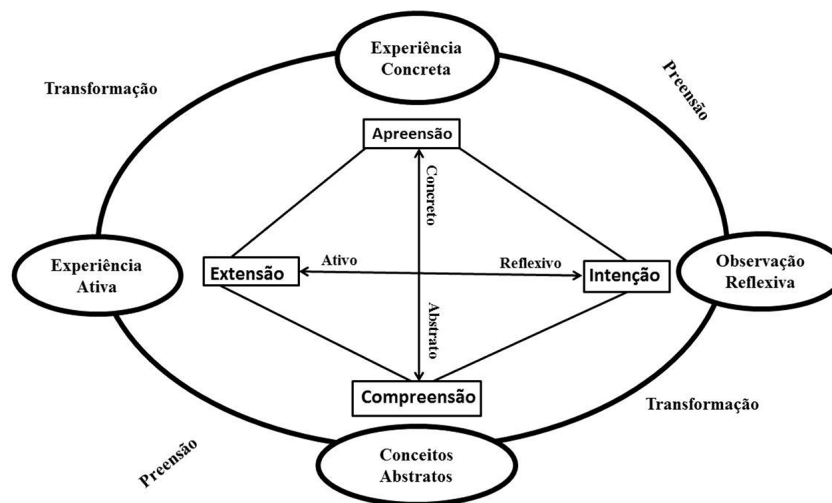 Experiência
Concreta
Transformação
Preensão
Apreensão
Concreto
Experiência
Ativa
Extensão
Ativo
Reflexivo
Intenção
Observação
Reflexiva
Abstrato
Compreensão
Transformação
Preensão
Conceitos
Abstratos